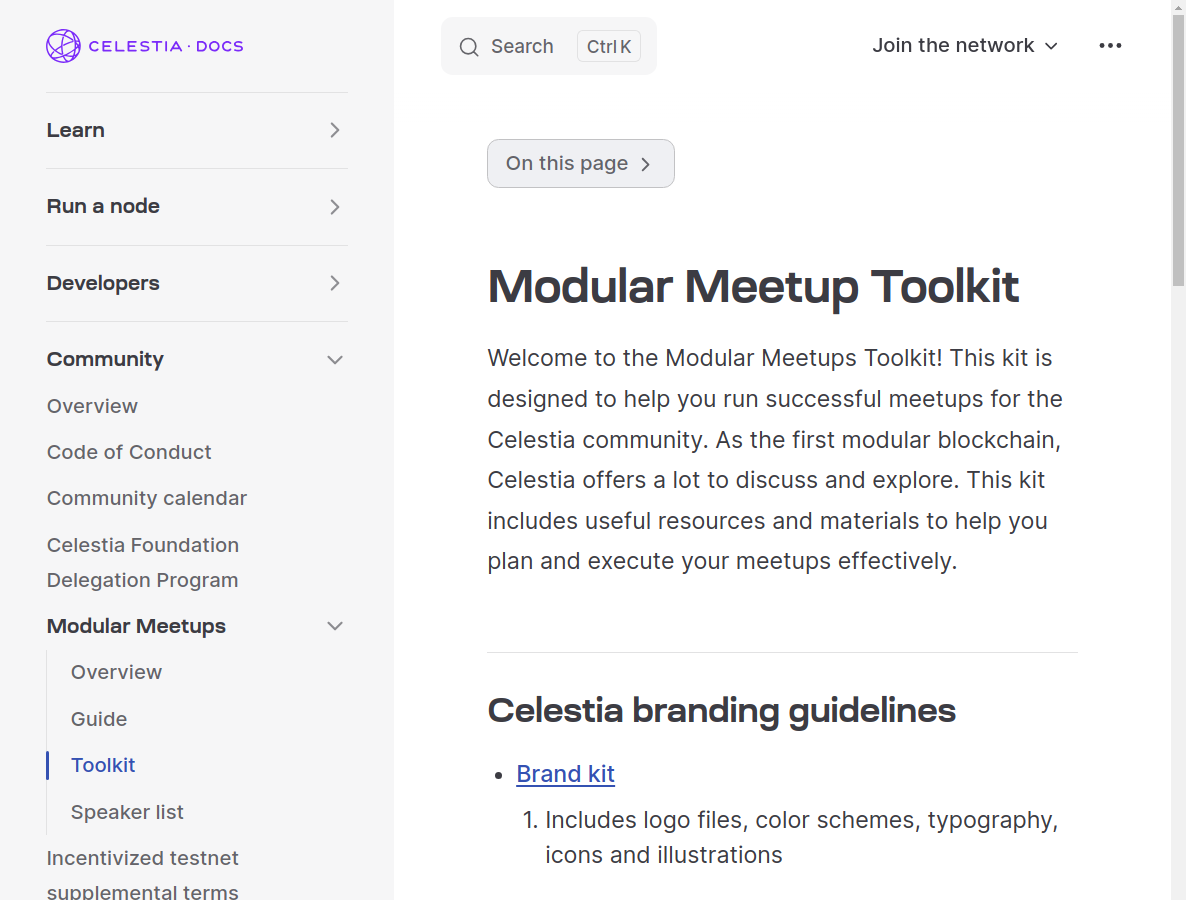 CELESTIA · DOCS
Search
Ctrl K
Join the network
Learn
Run a node
Developers
Community
Overview
Code of Conduct
Community calendar
Celestia Foundation
Delegation Program
Modular Meetups
Overview
Guide
Toolkit
Speaker list
Incentivized testnet
supplemental terms
On this page
Modular Meetup Toolkit
Welcome to the Modular Meetups Toolkit! This kit is
designed to help you run successful meetups for the
Celestia community. As the first modular blockchain,
Celestia offers a lot to discuss and explore. This kit
includes useful resources and materials to help you
plan and execute your meetups effectively.
Celestia branding guidelines
• Brand kit
1. Includes logo files, color schemes, typography,
icons and illustrations